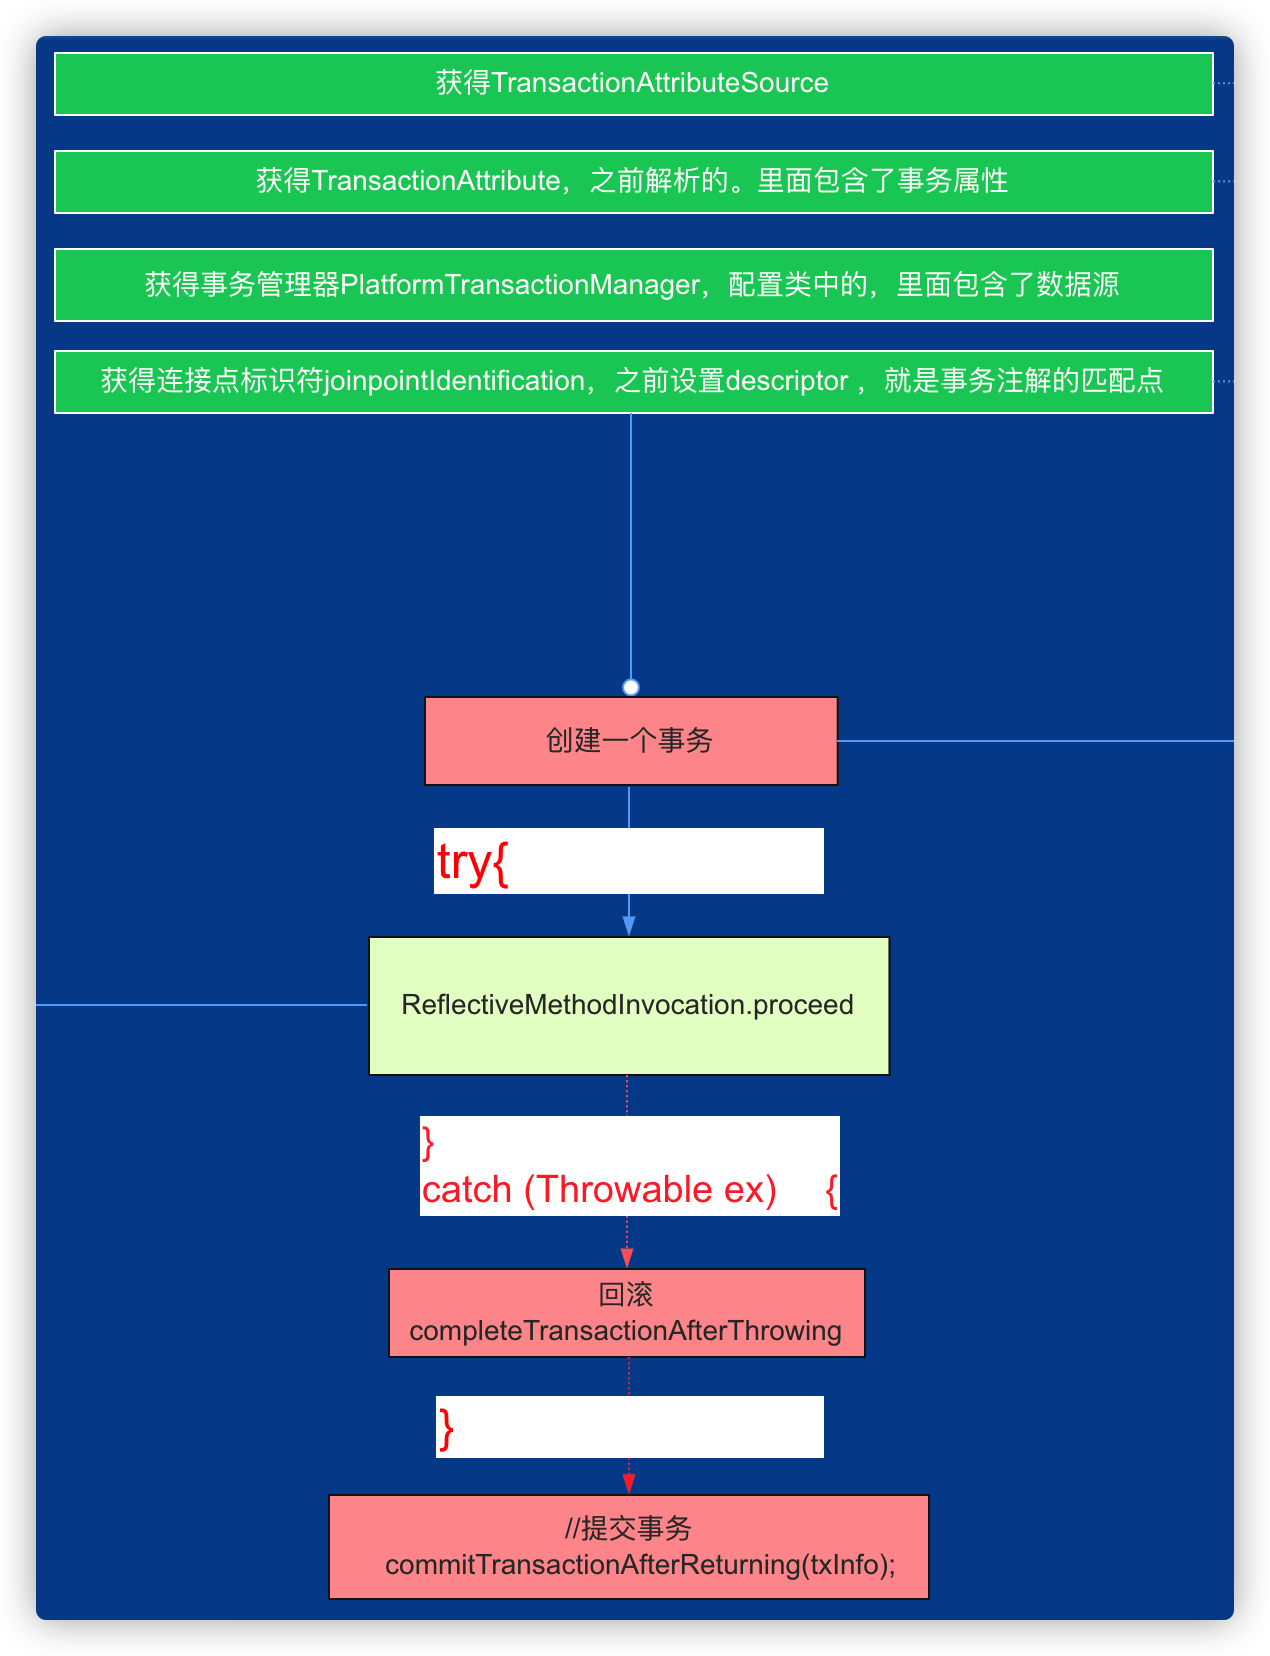 获得TransactionAttributeSource
获得TransactionAttribute，之前解析的。里面包含了事务属性
获得事务管理器PlatformTransactionManager，配置类中的，里面包含了数据源
获得连接点标识符joinpointIdentification，之前设置descriptor ，就是事务注解的匹配点
创建一个事务
try{
ReflectiveMethodInvocation.proceed
}
catch (Throwable ex) {
回滚
completeTransactionAfterThrowing
}
//提交事务
commitTransactionAfterReturning(txInfo);